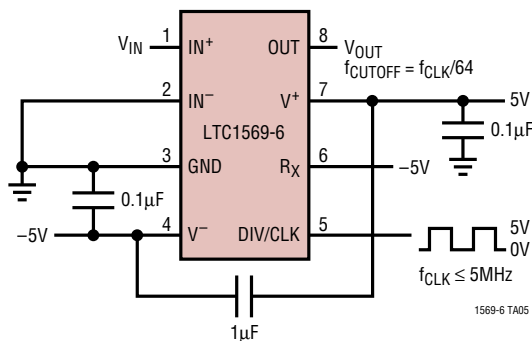 V_IN
1
IN⁺
OUT
8
V_OUT
f_CUTOFF = f_CLK/64
2
IN⁻
V⁺
7
5V
LTC1569-6
0.1µF
3
GND
R_X
6
–5V
0.1µF
–5V
4
V⁻
DIV/CLK
5
5V
0V
f_CLK ≤ 5MHz
1µF
1569-6 TA05